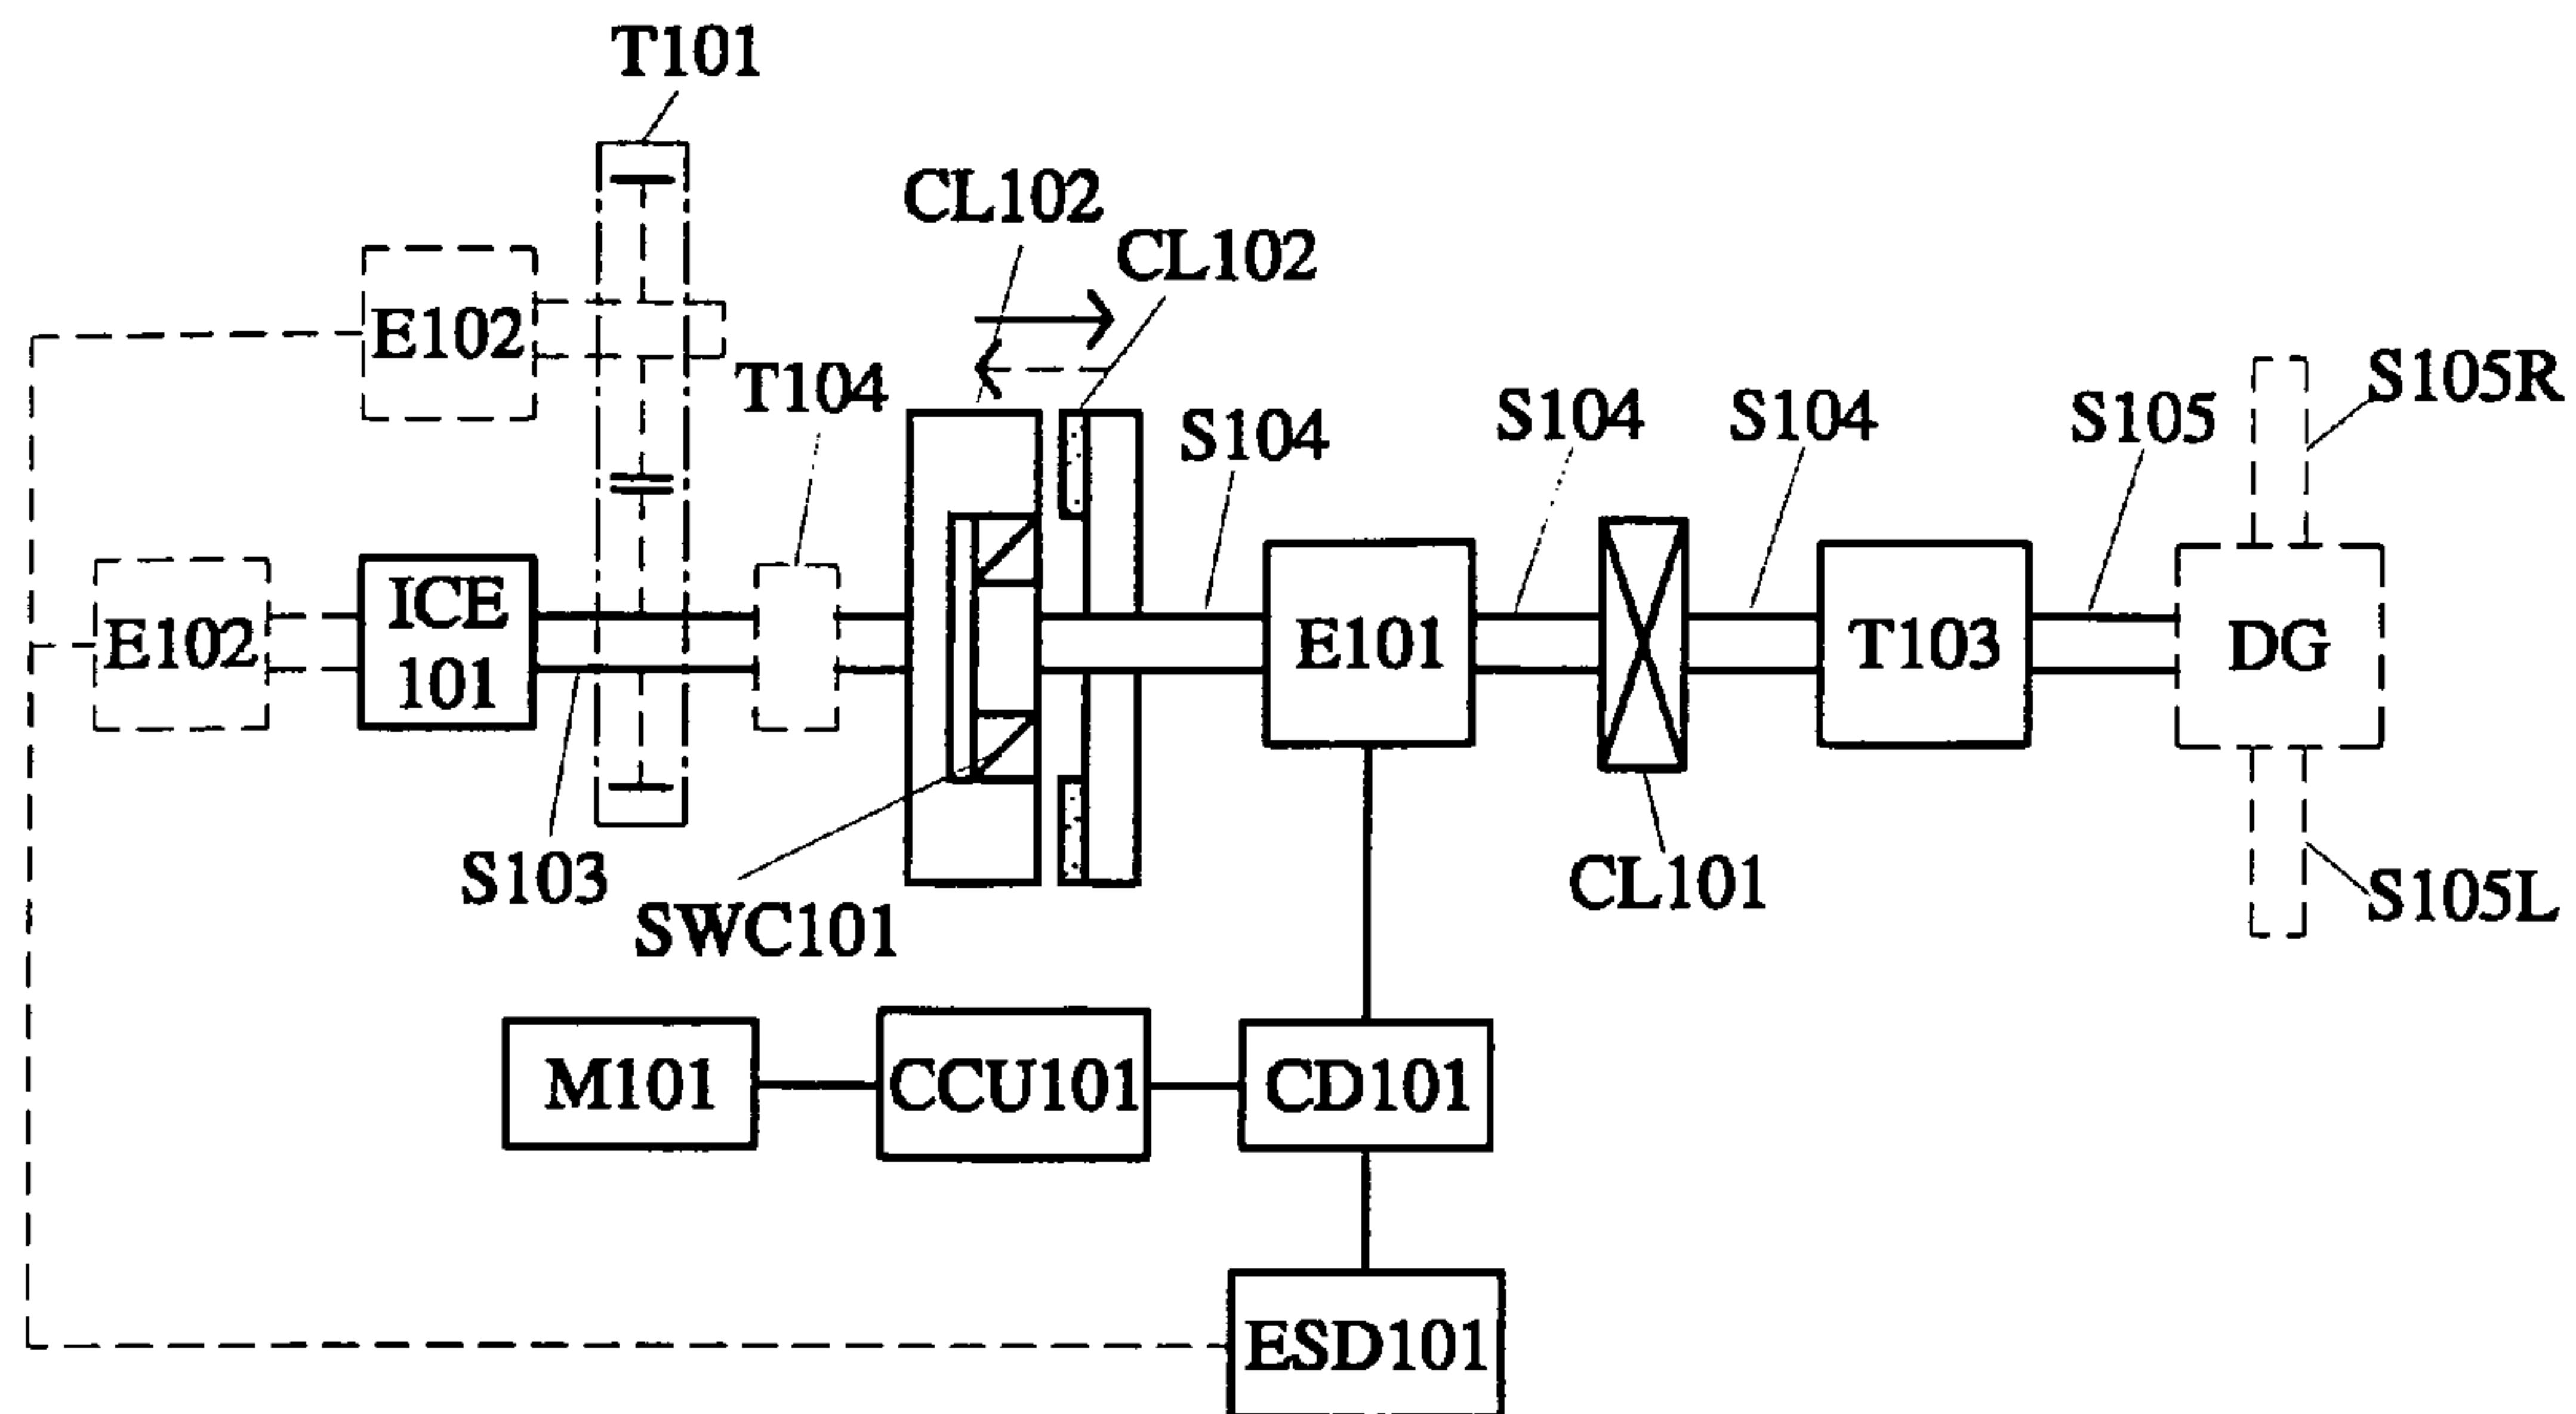 T101
CL102
CL102
E102
T104
S104
S104
S104
S105
S105R
E102
ICE
101
E101
T103
DG
S103
SWC101
CL101
S105L
M101
CCU101
CD101
ESD101